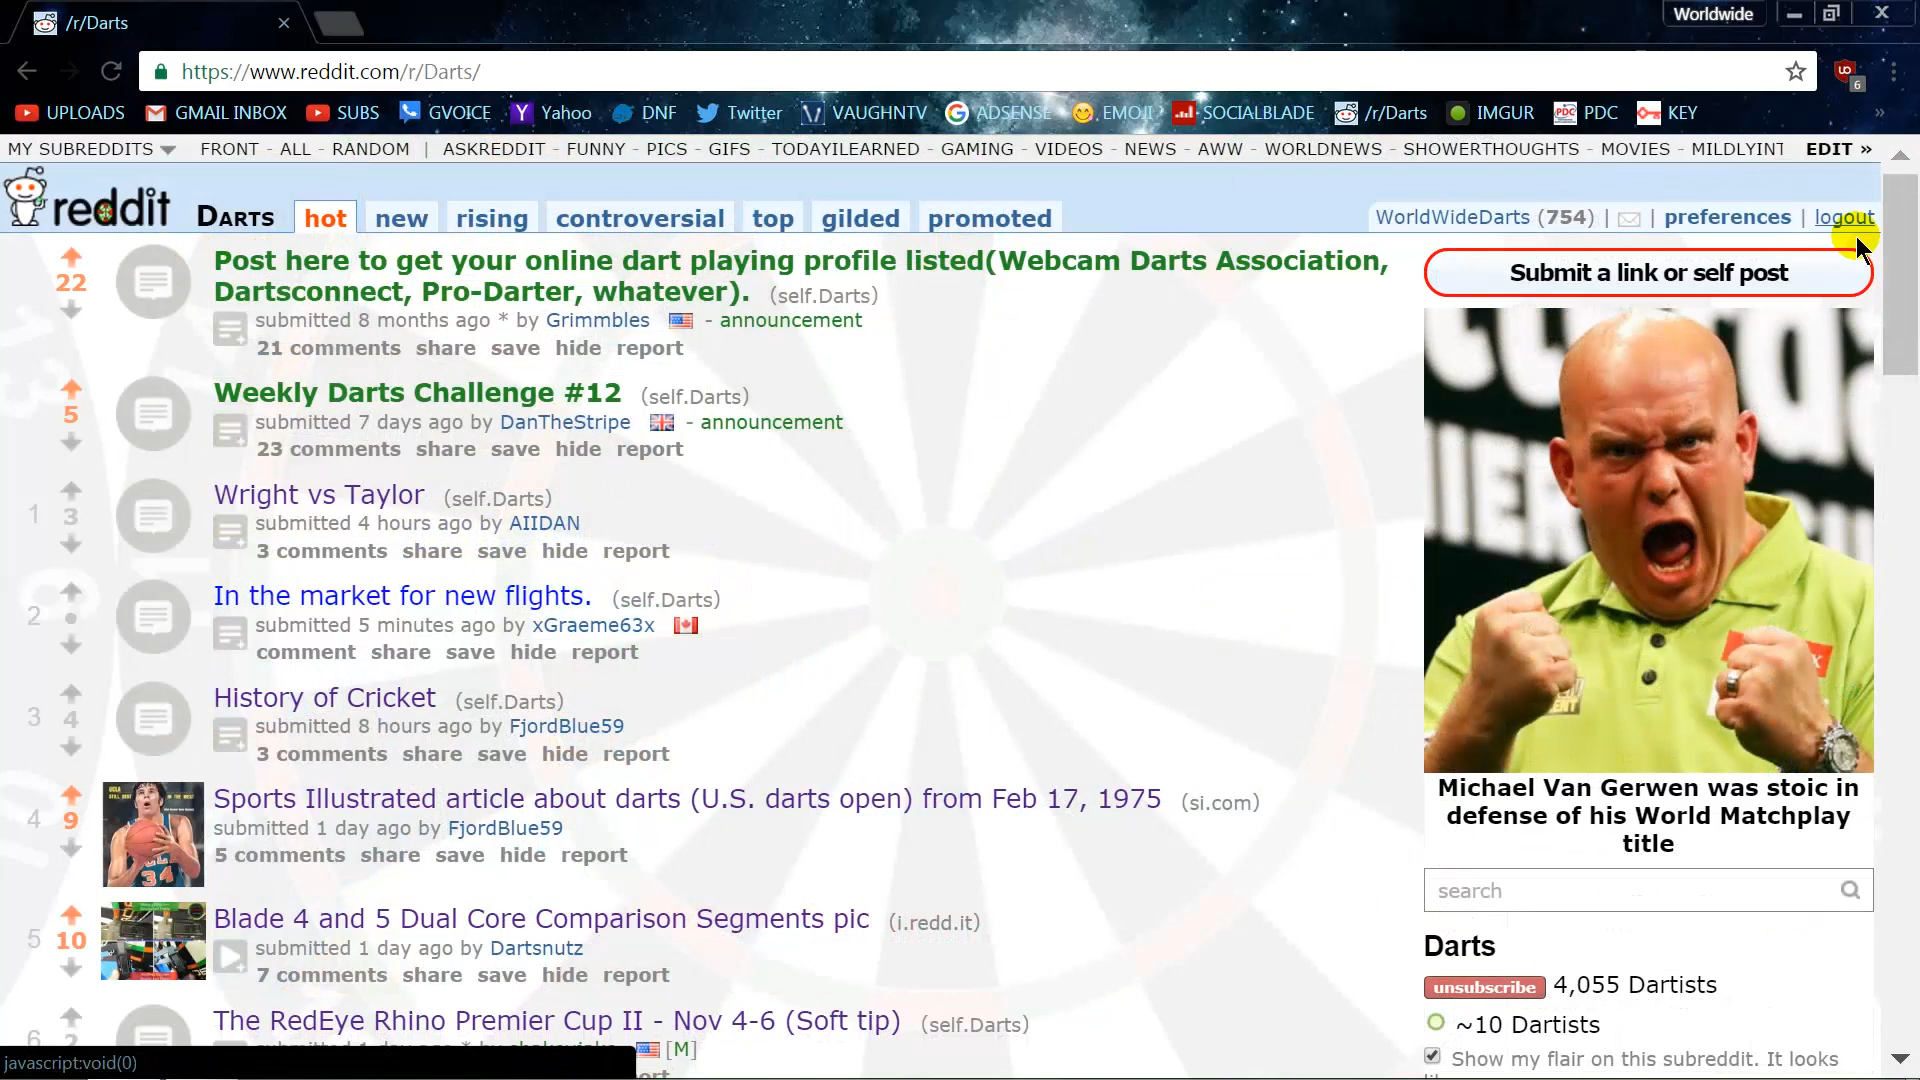 /r/Darts
Worldwide
https://www.reddit.com/r/Darts/
6
UPLOADS GMAIL INBOX SUBS GVOICE Yahoo DNF Twitter VAUGHNTV ADSENSE EMOJI SOCIALBLADE /r/Darts IMGUR PDC KEY »
MY SUBREDDITS FRONT - ALL - RANDOM | ASKREDDIT - FUNNY - PICS - GIFS - TODAYILEARNED - GAMING - VIDEOS - NEWS - AWW - WORLDNEWS - SHOWERTHOUGHTS - MOVIES - MILDLYINT EDIT »
reddit DARTS hot new rising controversial top gilded promoted WorldWideDarts (754) | | preferences | logout
Post here to get your online dart playing profile listed(Webcam Darts Association,
22
Dartsconnect, Pro-Darter, whatever). (self.Darts)
submitted 8 months ago * by Grimmbles - announcement
21 comments share save hide report
Weekly Darts Challenge #12 (self.Darts)
5
submitted 7 days ago by DanTheStripe - announcement
23 comments share save hide report
Wright vs Taylor (self.Darts)
1 3
submitted 4 hours ago by AIIDAN
3 comments share save hide report
In the market for new flights. (self.Darts)
2 •
submitted 5 minutes ago by xGraeme63x
comment share save hide report
History of Cricket (self.Darts)
3 4
submitted 8 hours ago by FjordBlue59
3 comments share save hide report
Sports Illustrated article about darts (U.S. darts open) from Feb 17, 1975 (si.com)
4 9
submitted 1 day ago by FjordBlue59
5 comments share save hide report
Blade 4 and 5 Dual Core Comparison Segments pic (i.redd.it)
5 10
submitted 1 day ago by Dartsnutz
7 comments share save hide report
The RedEye Rhino Premier Cup II - Nov 4-6 (Soft tip) (self.Darts)
6 2
[M]
javascript:void(0)
Submit a link or self post
Michael Van Gerwen was stoic in
defense of his World Matchplay
title
search
Darts
unsubscribe 4,055 Dartists
~10 Dartists
Show my flair on this subreddit. It looks